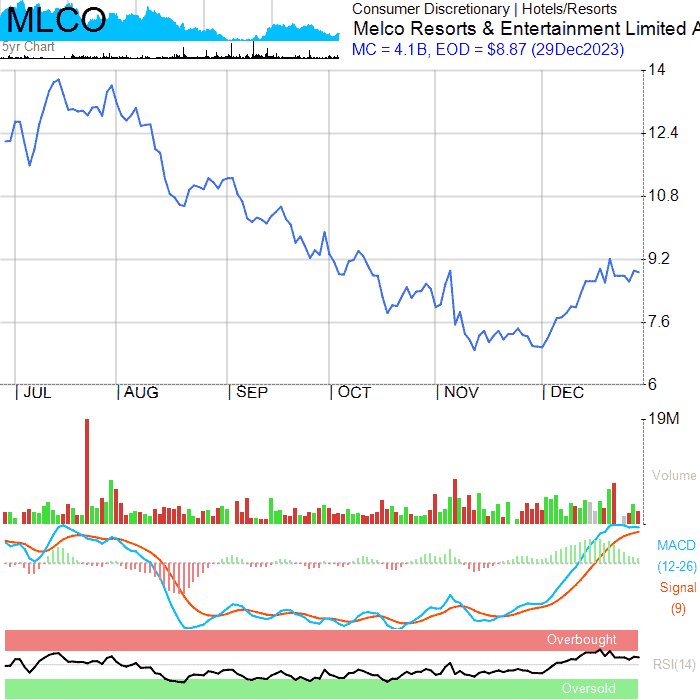 MLCO
5yr Chart
Consumer Discretionary | Hotels/Resorts
Melco Resorts & Entertainment Limited A
MC = 4.1B, EOD = $8.87 (29Dec2023)
14
12.4
10.8
9.2
7.6
6
JUL AUG SEP OCT NOV DEC
19M
Volume
MACD
(12-26)
Signal
(9)
Overbought
RSI(14)
Oversold